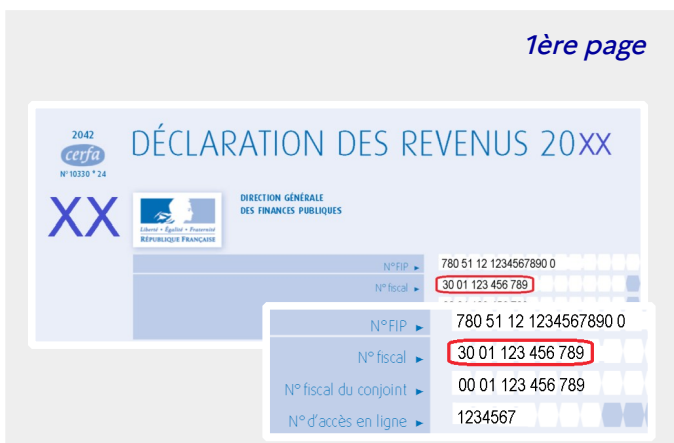 1ère page
2042
cerfa
N° 10330 * 24
DÉCLARATION DES REVENUS 20XX
XX
DIRECTION GÉNÉRALE
DES FINANCES PUBLIQUES
Liberté • Égalité • Fraternité
RÉPUBLIQUE FRANÇAISE
N°FIP ► 780 51 12 1234567890 0
N° fiscal ► 30 01 123 456 789
N°FIP ► 780 51 12 1234567890 0
N° fiscal ► 30 01 123 456 789
N° fiscal du conjoint ► 00 01 123 456 789
N° d'accès en ligne ► 1234567